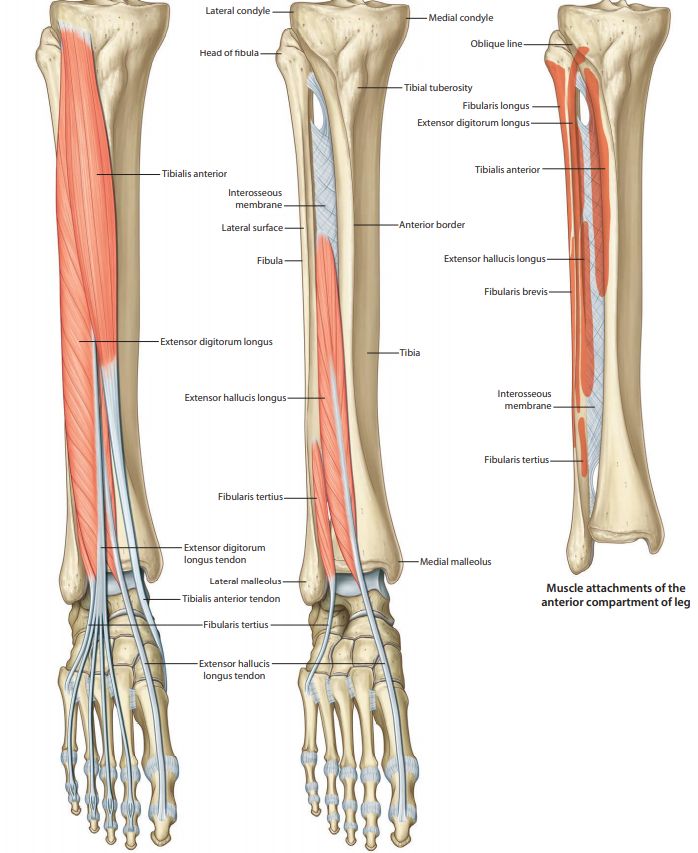 Lateral condyle
Medial condyle
Head of fibula
Tibial tuberosity
Tibialis anterior
Interosseous
membrane
Lateral surface
Anterior border
Fibula
Extensor digitorum longus
Tibia
Extensor hallucis longus
Fibularis tertius
Extensor digitorum
longus tendon
Medial malleolus
Lateral malleolus
Tibialis anterior tendon
Fibularis tertius
Extensor hallucis
longus tendon
Oblique line
Fibularis longus
Extensor digitorum longus
Tibialis anterior
Extensor hallucis longus
Fibularis brevis
Interosseous
membrane
Fibularis tertius
Muscle attachments of the
anterior compartment of leg